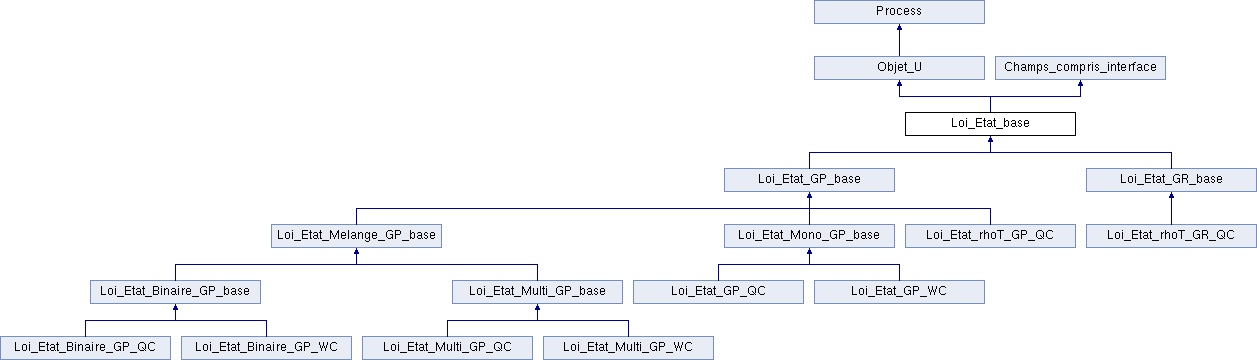 Process
Objet_U
Champs_compris_interface
Loi_Etat_base
Loi_Etat_GP_base
Loi_Etat_GR_base
Loi_Etat_Melange_GP_base
Loi_Etat_Mono_GP_base
Loi_Etat_rhoT_GP_QC
Loi_Etat_rhoT_GR_QC
Loi_Etat_Binaire_GP_base
Loi_Etat_Multi_GP_base
Loi_Etat_GP_QC
Loi_Etat_GP_WC
Loi_Etat_Binaire_GP_QC
Loi_Etat_Binaire_GP_WC
Loi_Etat_Multi_GP_QC
Loi_Etat_Multi_GP_WC